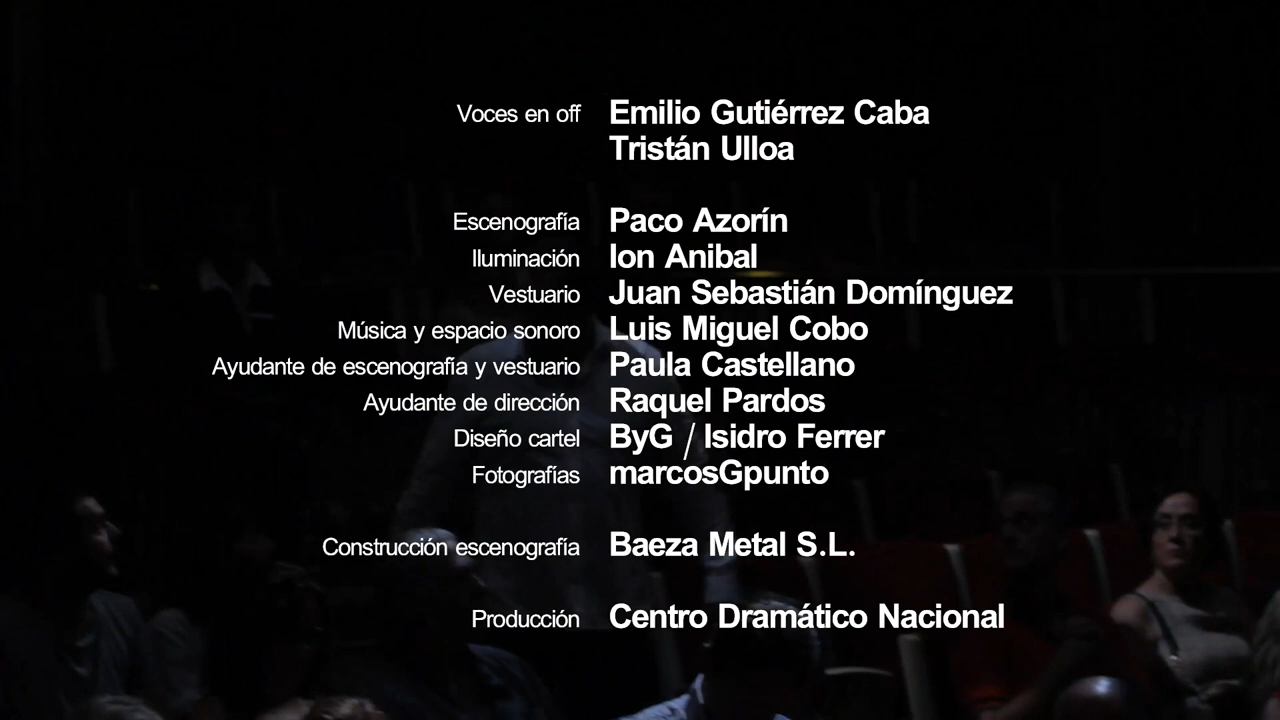 Voces en off Emilio Gutiérrez Caba
Tristán Ulloa
Escenografía Paco Azorín
Iluminación Ion Anibal
Vestuario Juan Sebastián Domínguez
Música y espacio sonoro Luis Miguel Cobo
Ayudante de escenografía y vestuario Paula Castellano
Ayudante de dirección Raquel Pardos
Diseño cartel ByG / Isidro Ferrer
Fotografías marcosGpunto
Construcción escenografía Baeza Metal S.L.
Producción Centro Dramático Nacional